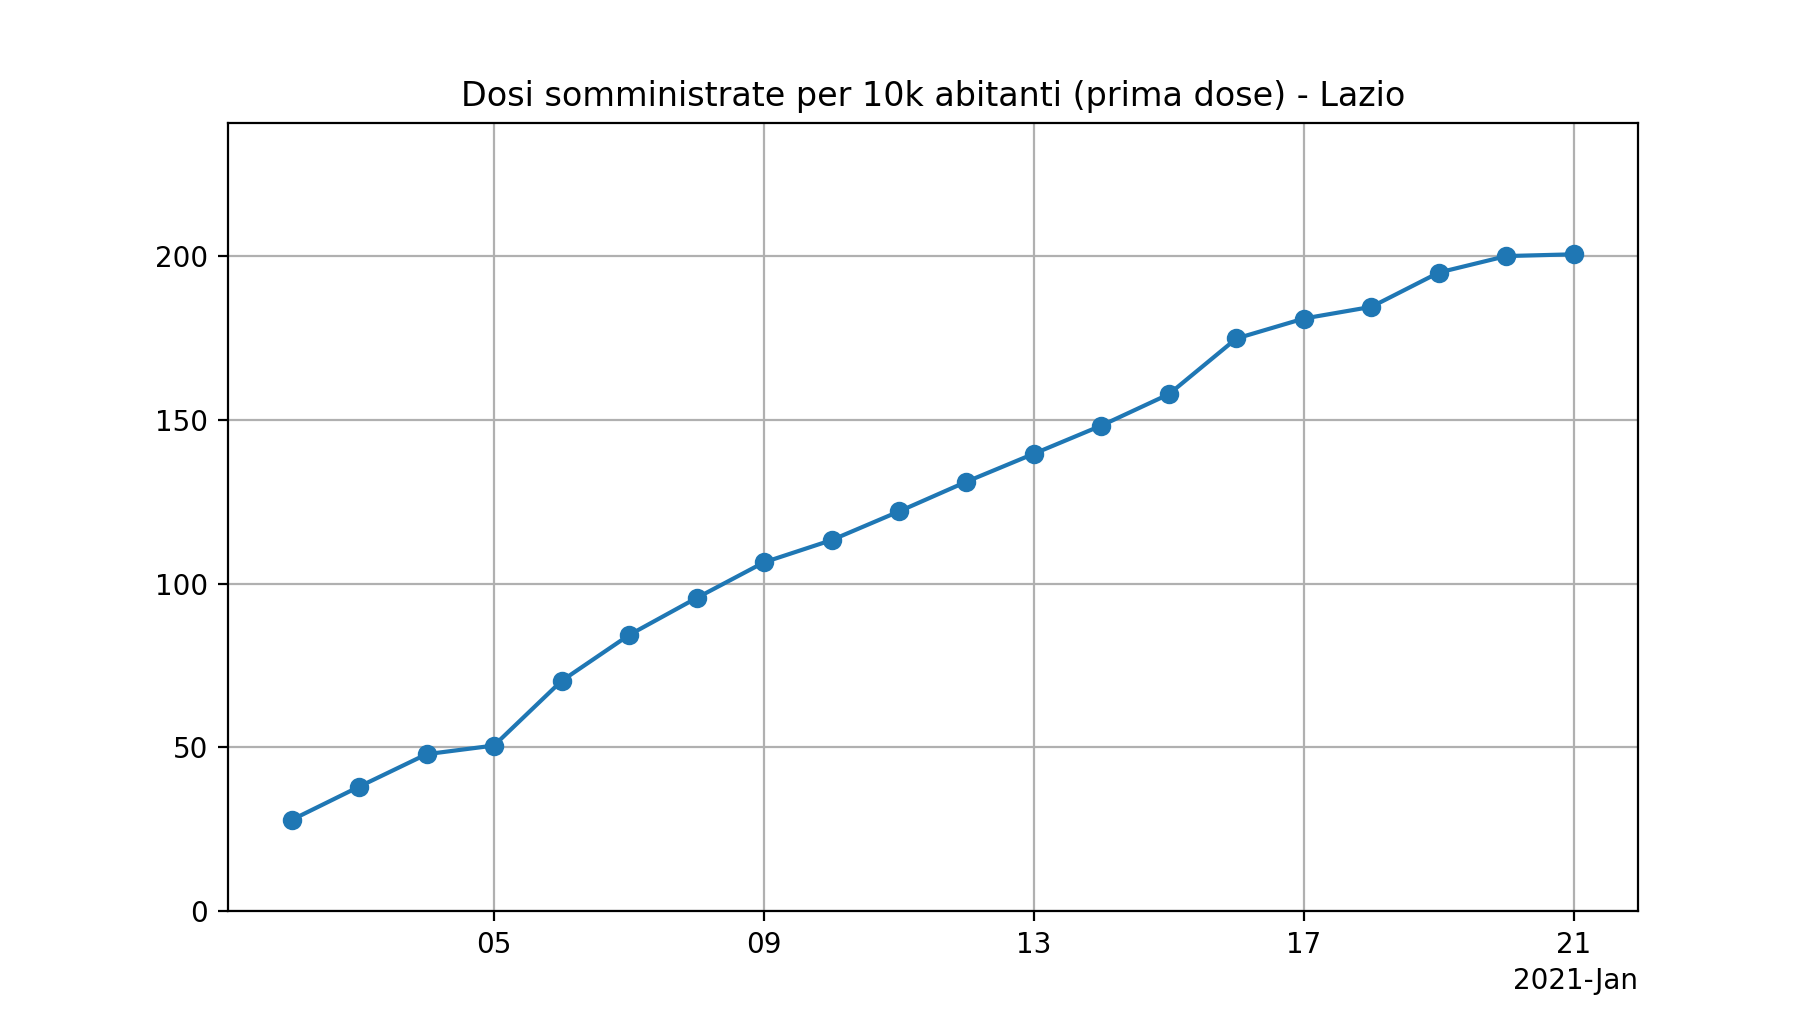 Dosi somministrate per 10k abitanti (prima dose) - Lazio
200
150
100
50
0
05 09 13 17 21
2021-Jan